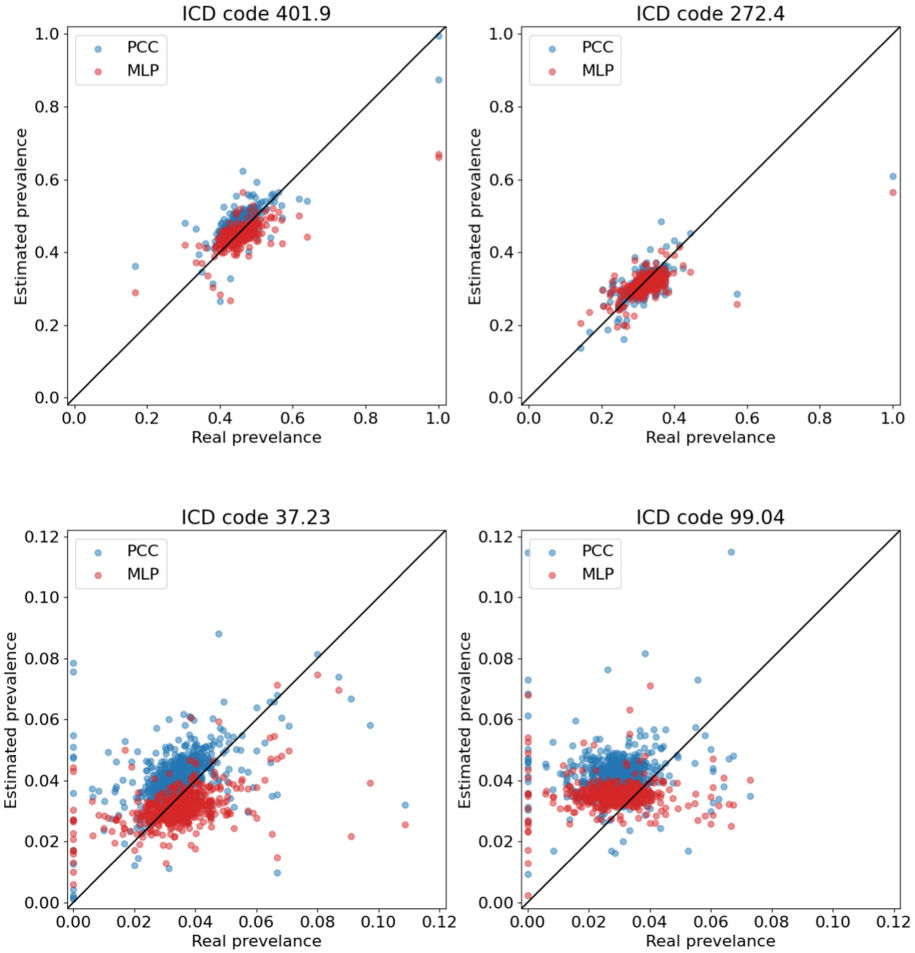 ICD code 401.9
PCC
MLP
Estimated prevalence
1.0
0.8
0.6
0.4
0.2
0.0
0.0 0.2 0.4 0.6 0.8 1.0
Real prevelance
ICD code 272.4
PCC
MLP
Estimated prevalence
1.0
0.8
0.6
0.4
0.2
0.0
0.0 0.2 0.4 0.6 0.8 1.0
Real prevelance
ICD code 37.23
PCC
MLP
Estimated prevalence
0.12
0.10
0.08
0.06
0.04
0.02
0.00
0.00 0.02 0.04 0.06 0.08 0.10 0.12
Real prevelance
ICD code 99.04
PCC
MLP
Estimated prevalence
0.12
0.10
0.08
0.06
0.04
0.02
0.00
0.00 0.02 0.04 0.06 0.08 0.10 0.12
Real prevelance